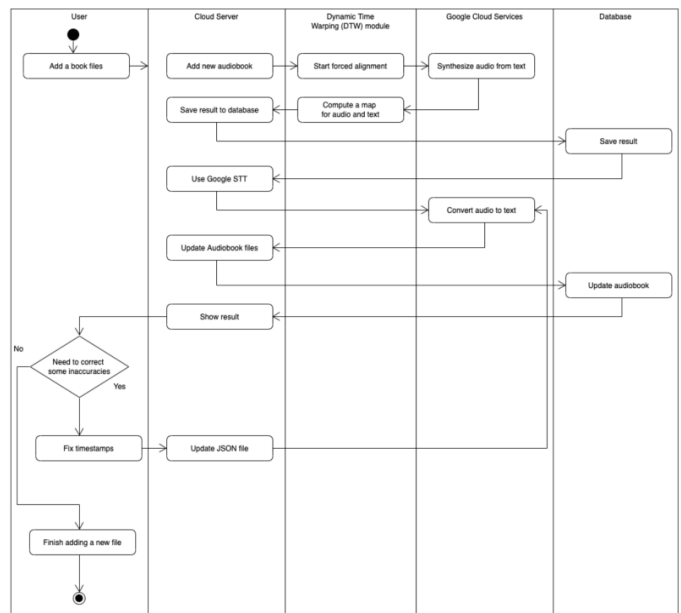 User
Cloud Server
Dynamic Time
Warping (DTW) module
Google Cloud Services
Database
Add a book files
Add new audiobook
Start forced alignment
Synthesize audio from text
Save result to database
Compute a map
for audio and text
Save result
Use Google STT
Convert audio to text
Update Audiobook files
Update audiobook
Show result
No
Need to correct
some inaccuracies
Yes
Fix timestamps
Update JSON file
Finish adding a new file